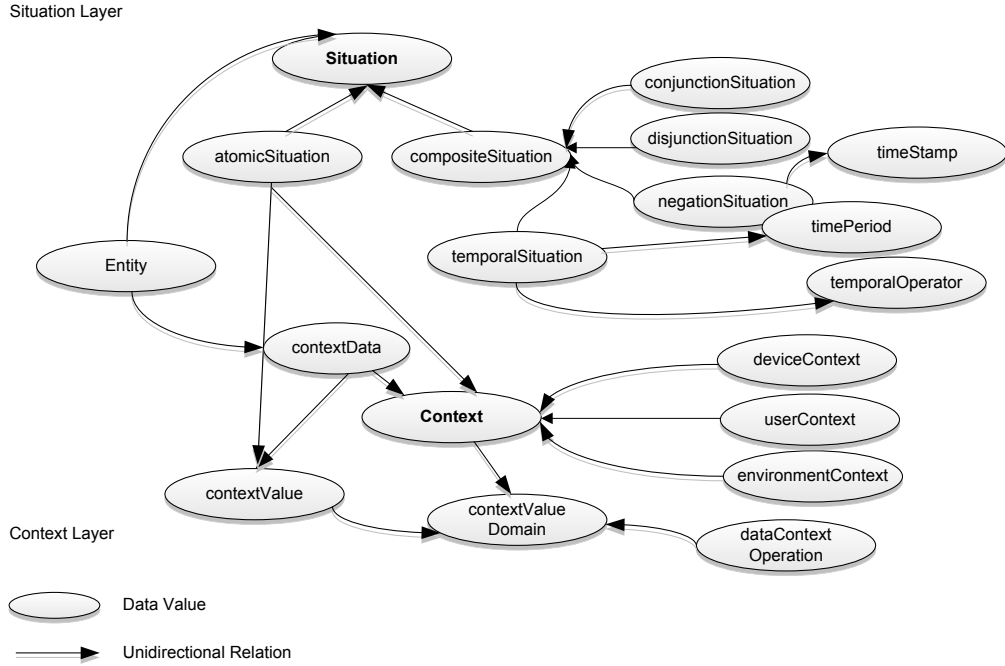 Situation Layer
Situation
conjunctionSituation
disjunctionSituation
timeStamp
atomicSituation
compositeSituation
negationSituation
timePeriod
temporalSituation
Entity
temporalOperator
contextData
deviceContext
Context
userContext
environmentContext
contextValue
contextValue
Domain
Context Layer
dataContext
Operation
Data Value
Unidirectional Relation